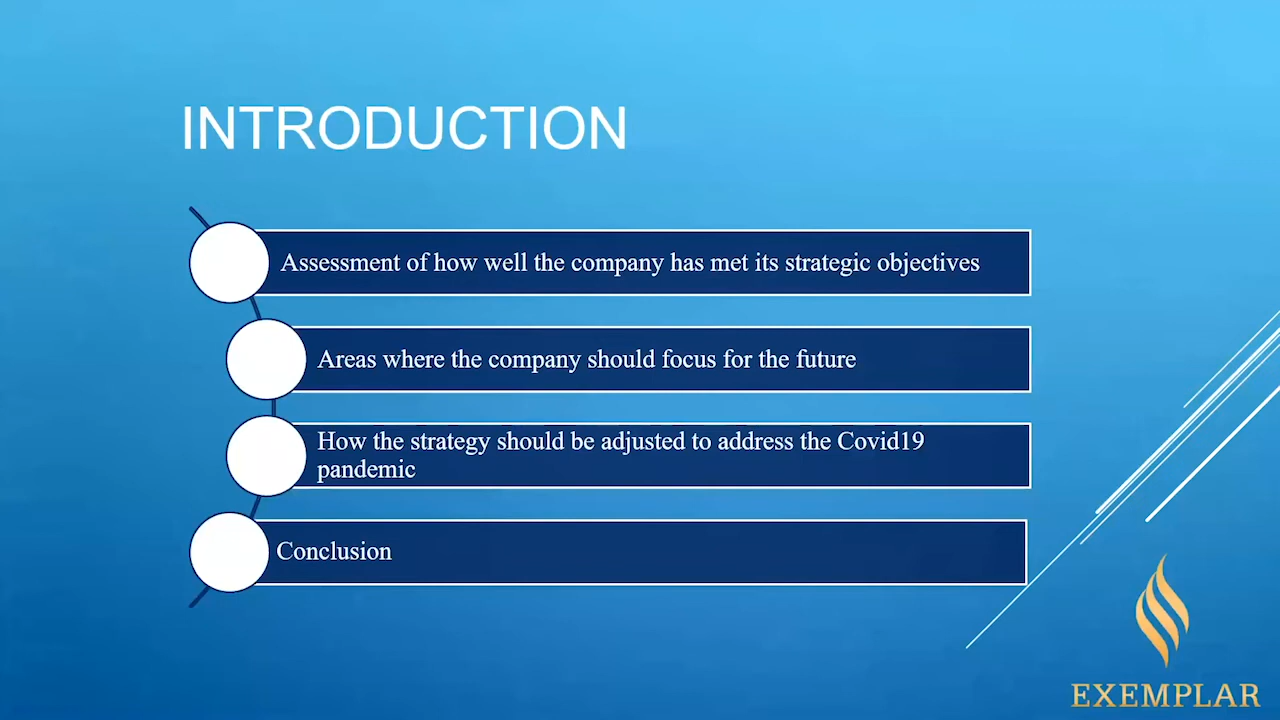 INTRODUCTION
Assessment of how well the company has met its strategic objectives
Areas where the company should focus for the future
How the strategy should be adjusted to address the Covid19
pandemic
Conclusion
EXEMPLAR